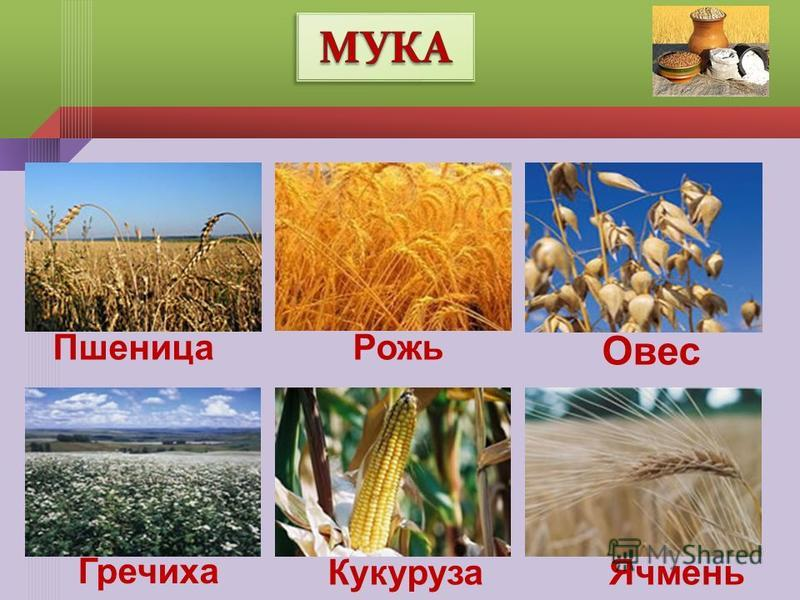 МУКА
Пшеница
Рожь
Овес
Гречиха
Кукуруза
Ячмень
MyShared